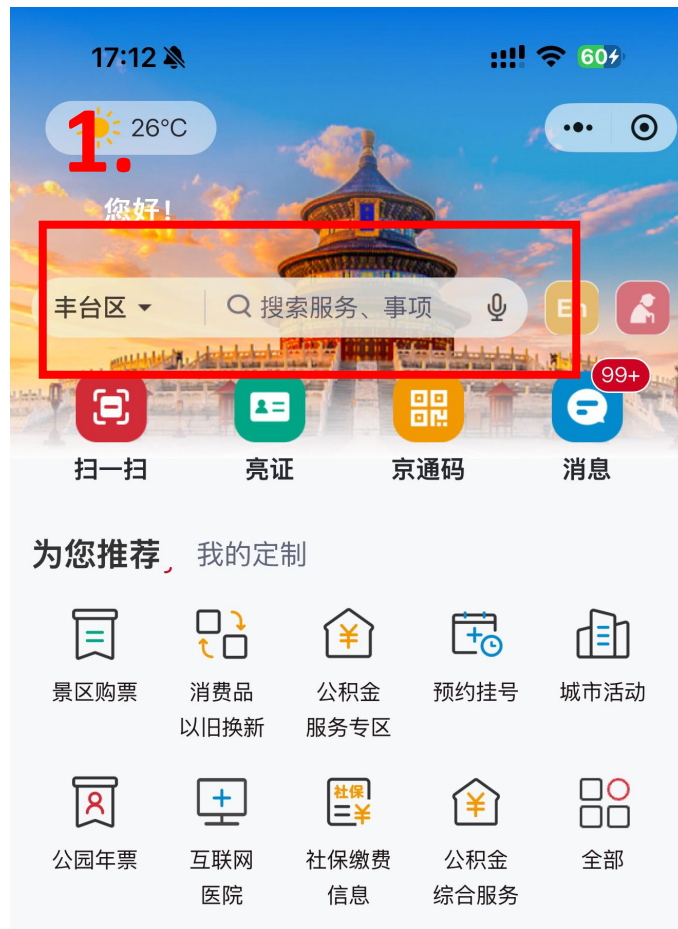 17:12
60
26°C
1.
您好!
丰台区
搜索服务、事项
En
99+
扫一扫
亮证
京通码
消息
为您推荐
我的定制
景区购票
消费品
以旧换新
公积金
服务专区
预约挂号
城市活动
公园年票
互联网
医院
社保
社保缴费
信息
公积金
综合服务
全部